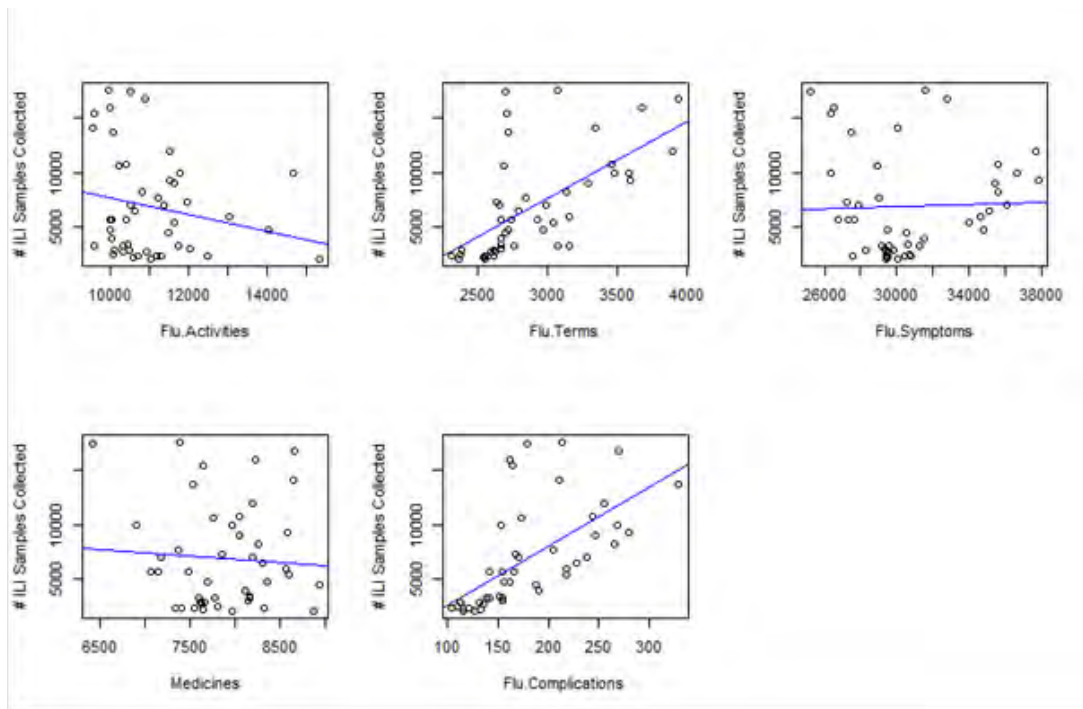 # ILI Samples Collected
5000 10000
10000 12000 14000
Flu.Activities
# ILI Samples Collected
5000 10000
2500 3000 3500 4000
Flu.Terms
# ILI Samples Collected
5000 10000
26000 30000 34000 38000
Flu.Symptoms
# ILI Samples Collected
5000 10000
6500 7500 8500
Medicines
# ILI Samples Collected
5000 10000
100 150 200 250 300
Flu.Complications